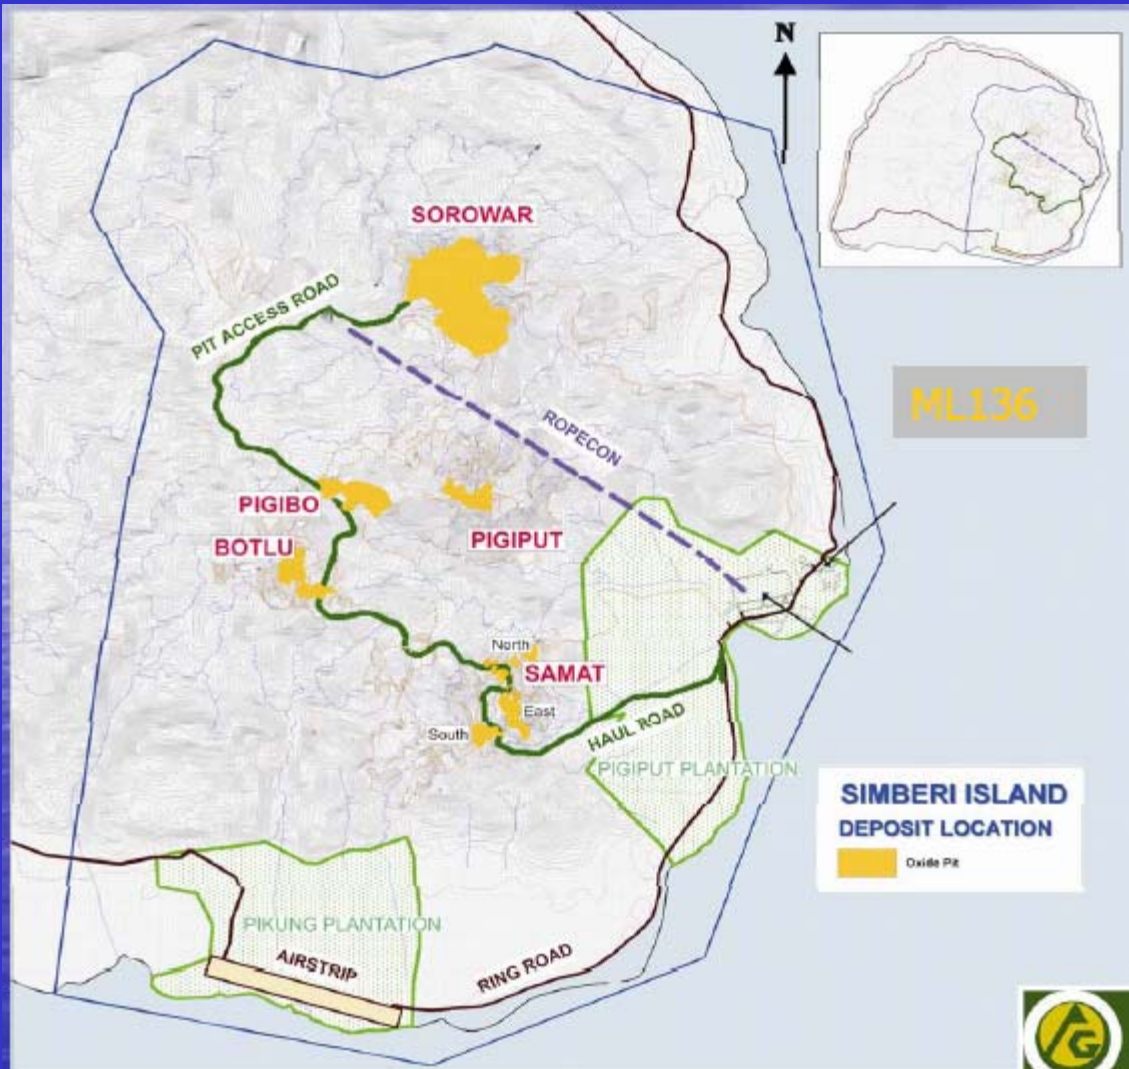 N
SOROWAR
PIT ACCESS ROAD
ML136
ROPECON
PIGIBO
PIGIPUT
BOTLU
North
SAMAT
East
South
HAUL ROAD
PIGIPUT PLANTATION
SIMBERI ISLAND
DEPOSIT LOCATION
Oxide Pit
PIKUNG PLANTATION
AIRSTRIP
RING ROAD